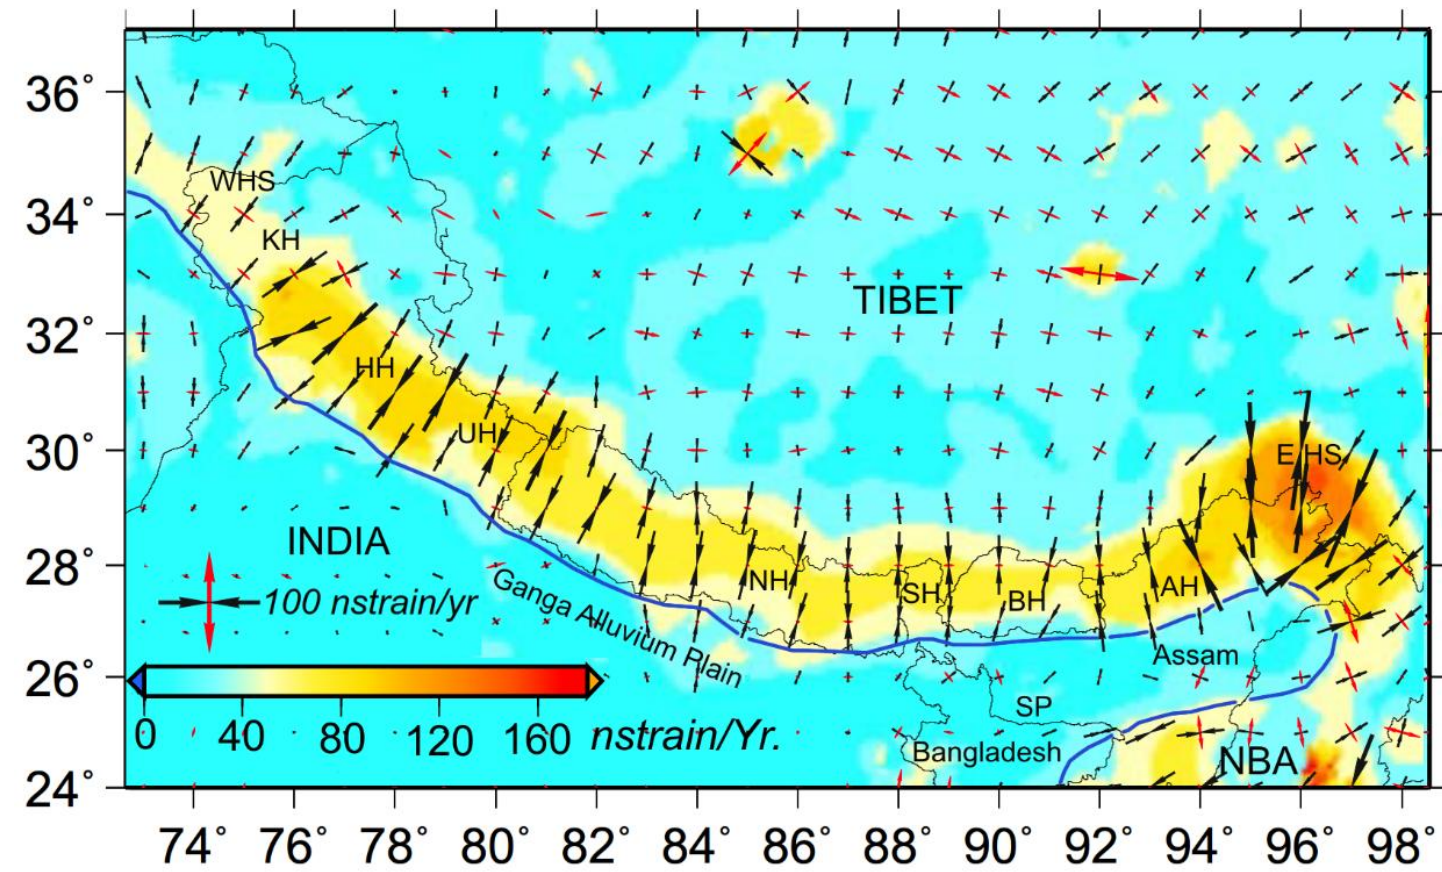 36°
34°
32°
30°
28°
26°
24°
WHS
KH
TIBET
HH
UH
EHS
INDIA
NH
SH
BH
AH
100 nstrain/yr
Ganga Alluvium Plain
Assam
SP
Bangladesh
NBA
0 40 80 120 160 nstrain/Yr.
74° 76° 78° 80° 82° 84° 86° 88° 90° 92° 94° 96° 98°